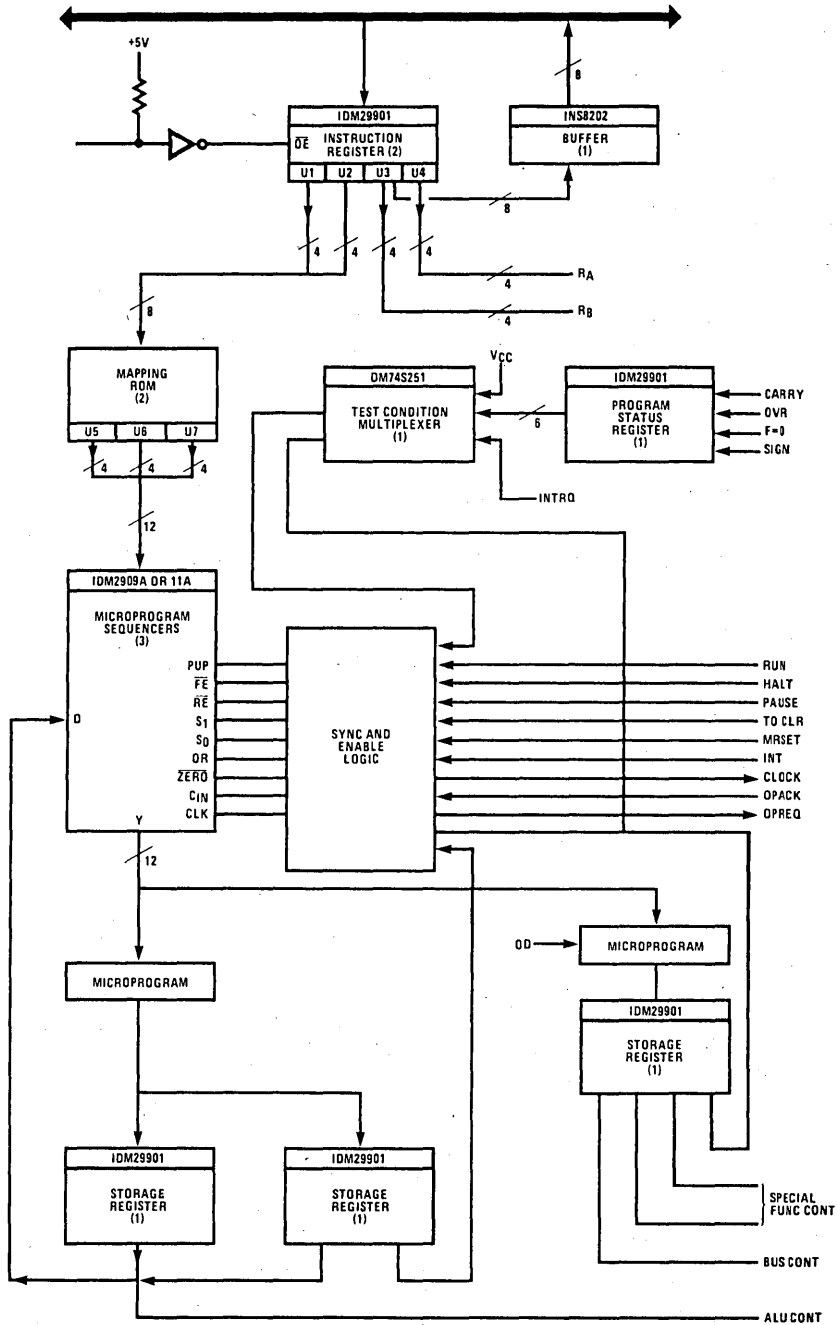 +5V
8
IDM29901
OE INSTRUCTION
REGISTER (2)
U1 U2 U3 U4
INS8202
BUFFER
(1)
8
4 4 4 4
4 RA
4 RB
8
MAPPING
ROM
(2)
U5 U6 U7
4 4 4
12
VCC
DM74S251
TEST CONDITION
MULTIPLEXER
(1)
6
INTRQ
IDM29901
PROGRAM
STATUS
REGISTER
(1)
CARRY
OVR
F=0
SIGN
IDM2909A OR 11A
MICROPROGRAM
SEQUENCERS
(3)
D
PUP
FE
RE
S1
S0
OR
ZERO
CIN
CLK
Y
12
SYNC AND
ENABLE
LOGIC
RUN
HALT
PAUSE
TO CLR
MRSET
INT
CLOCK
OPACK
OPREQ
MICROPROGRAM
OD
MICROPROGRAM
IDM29901
STORAGE
REGISTER
(1)
IDM29901
STORAGE
REGISTER
(1)
IDM29901
STORAGE
REGISTER
(1)
SPECIAL
FUNC CONT
BUS CONT
ALU CONT